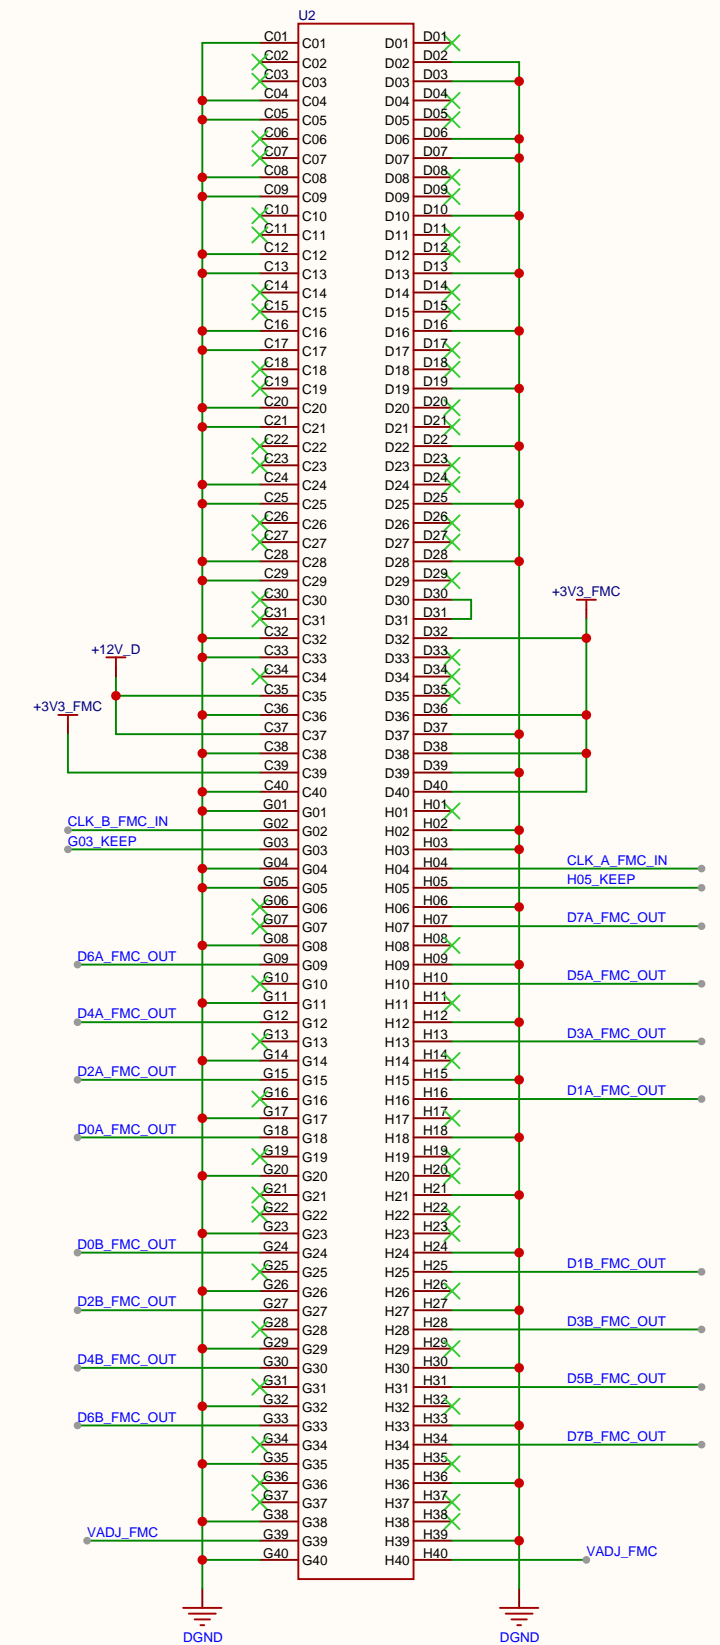 U2
C01 C01 D01 D01
C02 C02 D02 D02
C03 C03 D03 D03
C04 C04 D04 D04
C05 C05 D05 D05
C06 C06 D06 D06
C07 C07 D07 D07
C08 C08 D08 D08
C09 C09 D09 D09
C10 C10 D10 D10
C11 C11 D11 D11
C12 C12 D12 D12
C13 C13 D13 D13
C14 C14 D14 D14
C15 C15 D15 D15
C16 C16 D16 D16
C17 C17 D17 D17
C18 C18 D18 D18
C19 C19 D19 D19
C20 C20 D20 D20
C21 C21 D21 D21
C22 C22 D22 D22
C23 C23 D23 D23
C24 C24 D24 D24
C25 C25 D25 D25
C26 C26 D26 D26
C27 C27 D27 D27
C28 C28 D28 D28
C29 C29 D29 D29
C30 C30 D30 D30 +3V3_FMC
C31 C31 D31 D31
C32 C32 D32 D32
+12V_D C33 C33 D33 D33
C34 C34 D34 D34
C35 C35 D35 D35
+3V3_FMC C36 C36 D36 D36
C37 C37 D37 D37
C38 C38 D38 D38
C39 C39 D39 D39
C40 C40 D40 D40
G01 G01 H01 H01
CLK_B_FMC_IN G02 G02 H02 H02
G03_KEEP G03 G03 H03 H03
G04 G04 H04 H04 CLK_A_FMC_IN
G05 G05 H05 H05 H05_KEEP
G06 G06 H06 H06
G07 G07 H07 H07 D7A_FMC_OUT
G08 G08 H08 H08
D6A_FMC_OUT G09 G09 H09 H09
G10 G10 H10 H10 D5A_FMC_OUT
G11 G11 H11 H11
D4A_FMC_OUT G12 G12 H12 H12
G13 G13 H13 H13 D3A_FMC_OUT
G14 G14 H14 H14
D2A_FMC_OUT G15 G15 H15 H15
G16 G16 H16 H16 D1A_FMC_OUT
G17 G17 H17 H17
D0A_FMC_OUT G18 G18 H18 H18
G19 G19 H19 H19
G20 G20 H20 H20
G21 G21 H21 H21
G22 G22 H22 H22
G23 G23 H23 H23
D0B_FMC_OUT G24 G24 H24 H24
G25 G25 H25 H25 D1B_FMC_OUT
G26 G26 H26 H26
D2B_FMC_OUT G27 G27 H27 H27
G28 G28 H28 H28 D3B_FMC_OUT
G29 G29 H29 H29
D4B_FMC_OUT G30 G30 H30 H30
G31 G31 H31 H31 D5B_FMC_OUT
G32 G32 H32 H32
D6B_FMC_OUT G33 G33 H33 H33
G34 G34 H34 H34 D7B_FMC_OUT
G35 G35 H35 H35
G36 G36 H36 H36
G37 G37 H37 H37
G38 G38 H38 H38
VADJ_FMC G39 G39 H39 H39
G40 G40 H40 H40 VADJ_FMC
DGND DGND